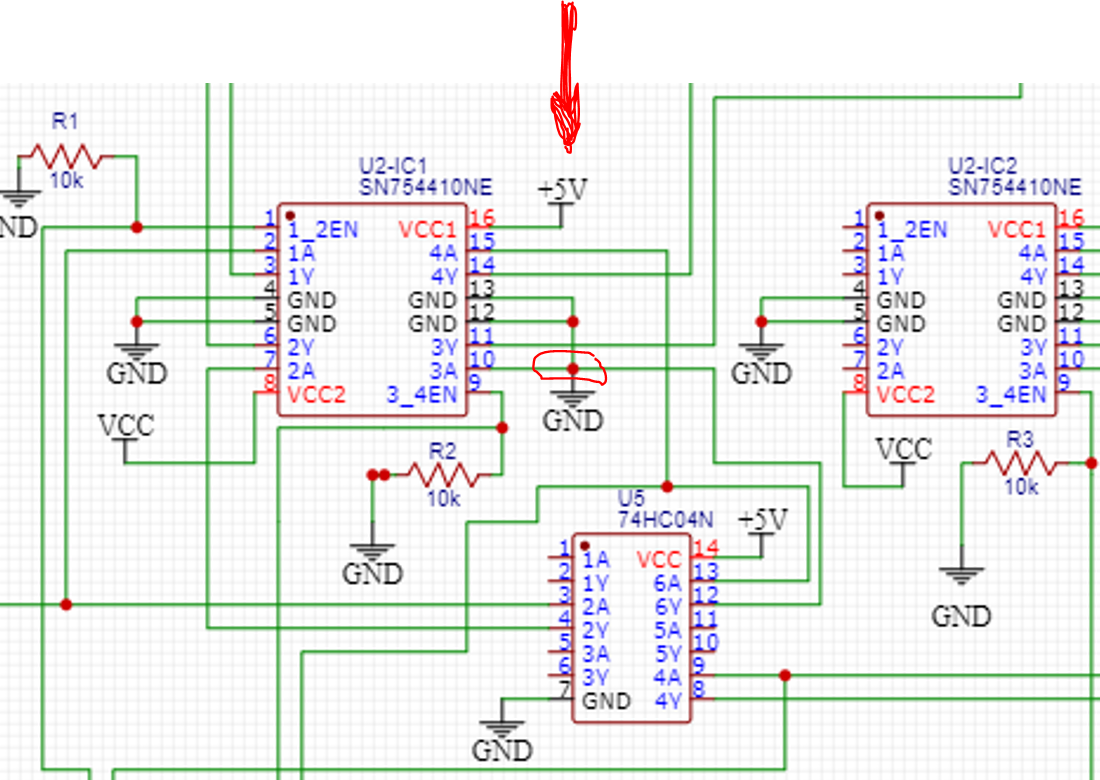 R1
10k
ND
U2-IC1
SN754410NE
+5V
1 1_2EN VCC1 16
2 1A 4A 15
3 1Y 4Y 14
4 GND GND 13
5 GND GND 12
6 2Y 3Y 11
7 2A 3A 10
8 VCC2 3_4EN 9
GND
GND
VCC
R2
10k
GND
U2-IC2
SN754410NE
1 1_2EN VCC1 16
2 1A 4A 15
3 1Y 4Y 14
4 GND GND 13
5 GND GND 12
6 2Y 3Y 11
7 2A 3A 10
8 VCC2 3_4EN 9
GND
VCC
R3
10k
GND
U5
74HC04N
+5V
1 1A VCC 14
2 1Y 6A 13
3 2A 6Y 12
4 2Y 5A 11
5 3A 5Y 10
6 3Y 4A 9
7 GND 4Y 8
GND